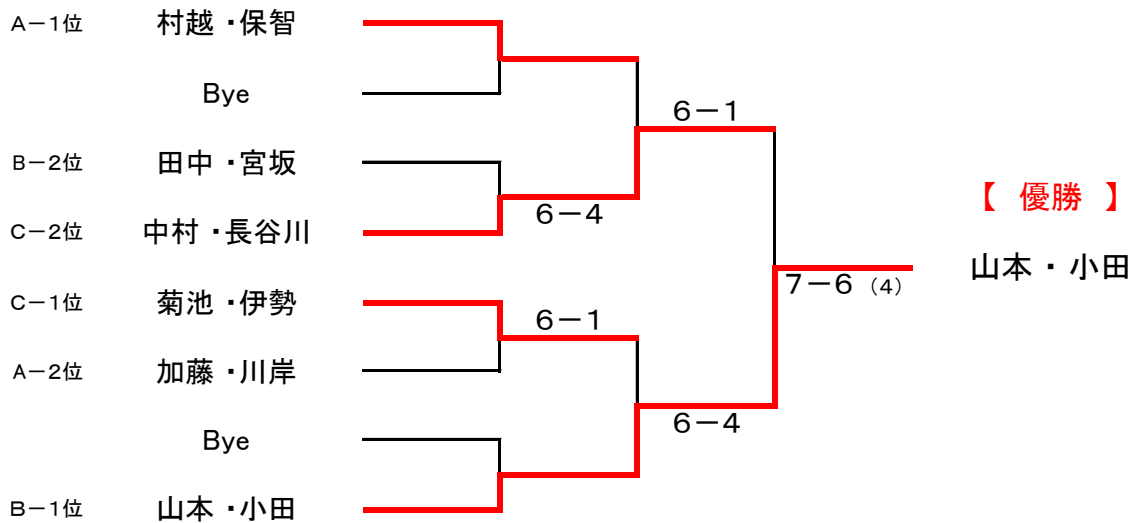 A－1位 村越・保智
Bye
6－1
B－2位 田中・宮坂
【 優勝 】
6－4
C－2位 中村・長谷川
山本・小田
7－6 （4）
C－1位 菊池・伊勢
6－1
A－2位 加藤・川岸
6－4
Bye
B－1位 山本・小田